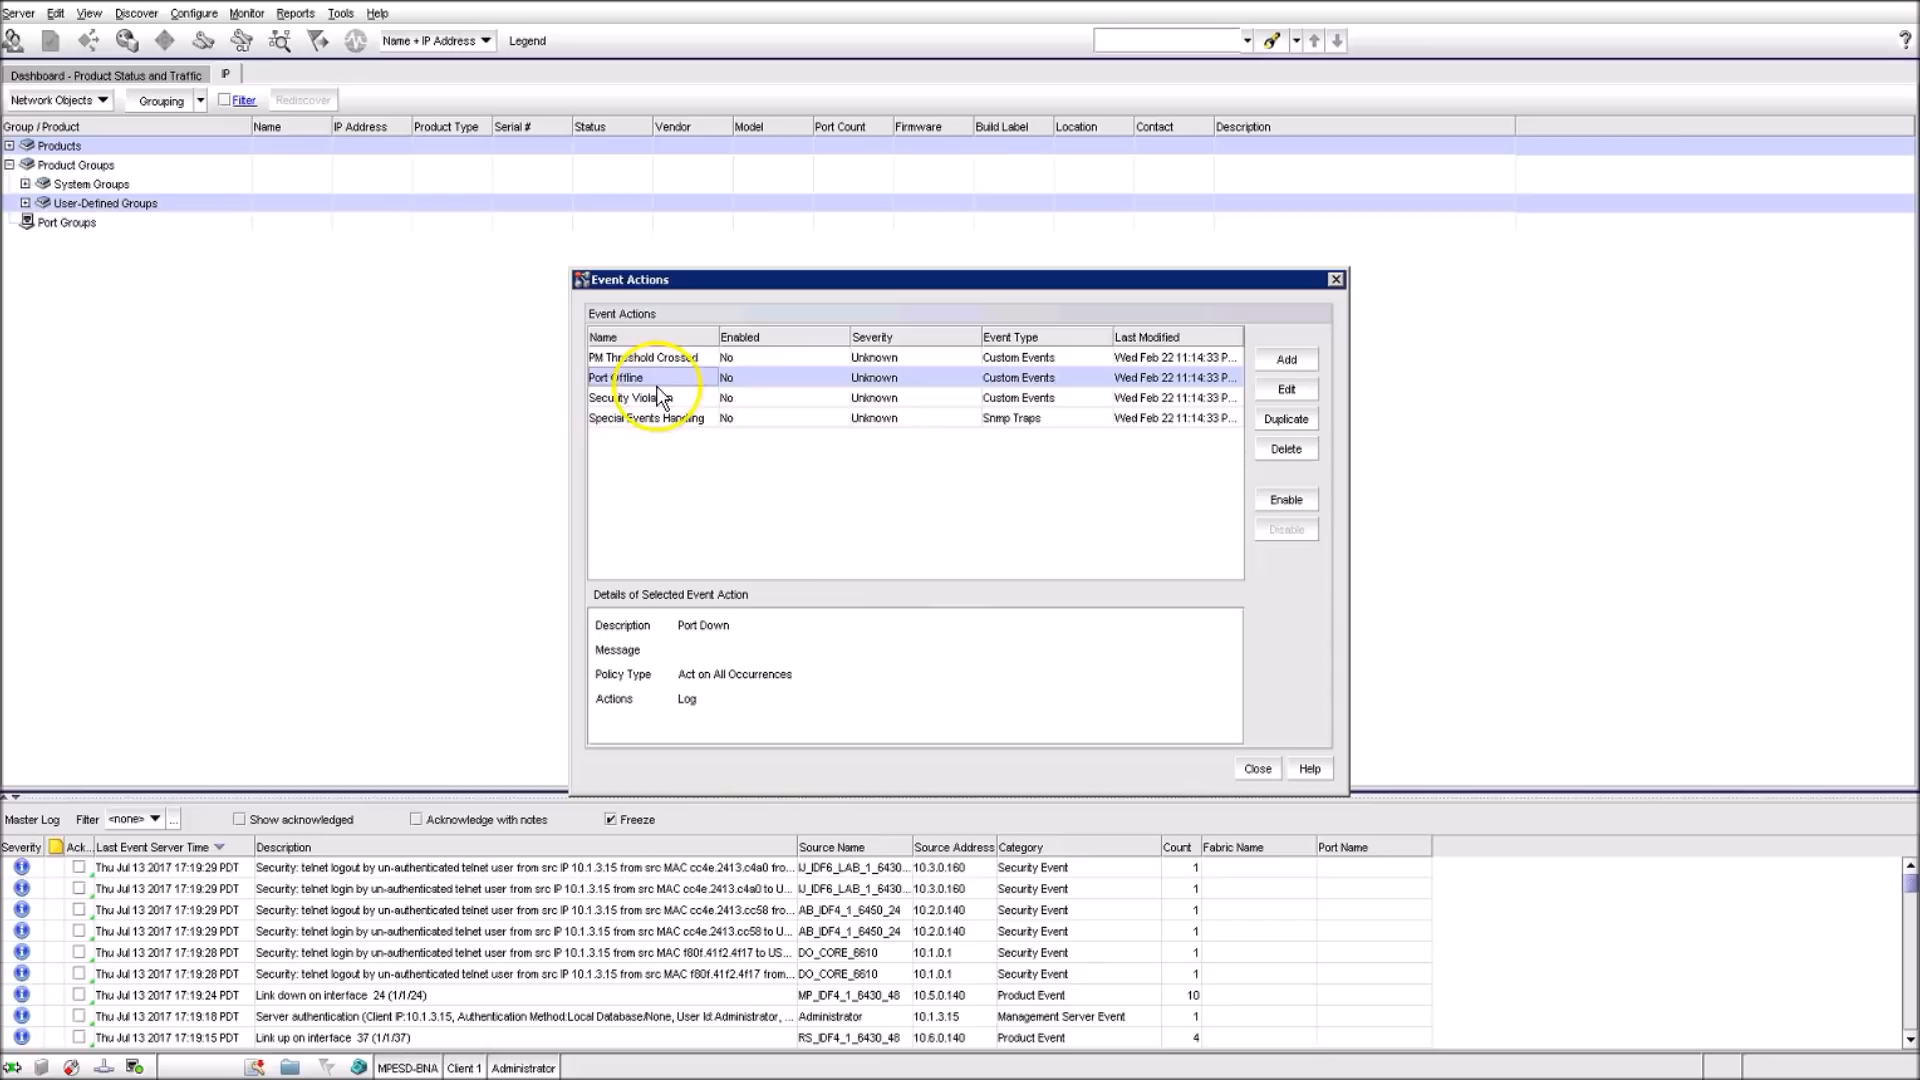 Server Edit View Discover Configure Monitor Reports Tools Help
Name + IP Address Legend ?
Dashboard - Product Status and Traffic IP
Network Objects Grouping Filter Rediscover
Group / Product Name IP Address Product Type Serial # Status Vendor Model Port Count Firmware Build Label Location Contact Description
Products
Product Groups
System Groups
User-Defined Groups
Port Groups
Event Actions
Event Actions
Name Enabled Severity Event Type Last Modified
PM Threshold Crossed No Unknown Custom Events Wed Feb 22 11:14:33 P...
Port Offline No Unknown Custom Events Wed Feb 22 11:14:33 P...
Security Violation No Unknown Custom Events Wed Feb 22 11:14:33 P...
Special Events Handling No Unknown Snmp Traps Wed Feb 22 11:14:33 P...
Add
Edit
Duplicate
Delete
Enable
Disable
Details of Selected Event Action
Description Port Down
Message
Policy Type Act on All Occurrences
Actions Log
Close Help
Master Log Filter <none> ... Show acknowledged Acknowledge with notes Freeze
Severity Ack... Last Event Server Time Description Source Name Source Address Category Count Fabric Name Port Name
Thu Jul 13 2017 17:19:29 PDT Security: telnet logout by un-authenticated telnet user from src IP 10.1.3.15 from src MAC cc4e.2413.c4a0 fro... IJ_IDF6_LAB_1_6430... 10.3.0.160 Security Event 1
Thu Jul 13 2017 17:19:29 PDT Security: telnet login by un-authenticated telnet user from src IP 10.1.3.15 from src MAC cc4e.2413.c4a0 to U... IJ_IDF6_LAB_1_6430... 10.3.0.160 Security Event 1
Thu Jul 13 2017 17:19:29 PDT Security: telnet logout by un-authenticated telnet user from src IP 10.1.3.15 from src MAC cc4e.2413.cc58 fro... AB_IDF4_1_6450_24 10.2.0.140 Security Event 1
Thu Jul 13 2017 17:19:29 PDT Security: telnet login by un-authenticated telnet user from src IP 10.1.3.15 from src MAC cc4e.2413.cc58 to U... AB_IDF4_1_6450_24 10.2.0.140 Security Event 1
Thu Jul 13 2017 17:19:28 PDT Security: telnet login by un-authenticated telnet user from src IP 10.1.3.15 from src MAC f80f.41f2.4f17 to US... DO_CORE_6610 10.1.0.1 Security Event 1
Thu Jul 13 2017 17:19:28 PDT Security: telnet logout by un-authenticated telnet user from src IP 10.1.3.15 from src MAC f80f.41f2.4f17 from... DO_CORE_6610 10.1.0.1 Security Event 1
Thu Jul 13 2017 17:19:24 PDT Link down on interface 24 (1/1/24) MP_IDF4_1_6430_48 10.5.0.140 Product Event 10
Thu Jul 13 2017 17:19:18 PDT Server authentication (Client IP:10.1.3.15, Authentication Method:Local Database/None, User Id:Administrator, ... Administrator 10.1.3.15 Management Server Event 1
Thu Jul 13 2017 17:19:15 PDT Link up on interface 37 (1/1/37) RS_IDF4_1_6430_48 10.6.0.140 Product Event 4
MPESD-BNA Client 1 Administrator